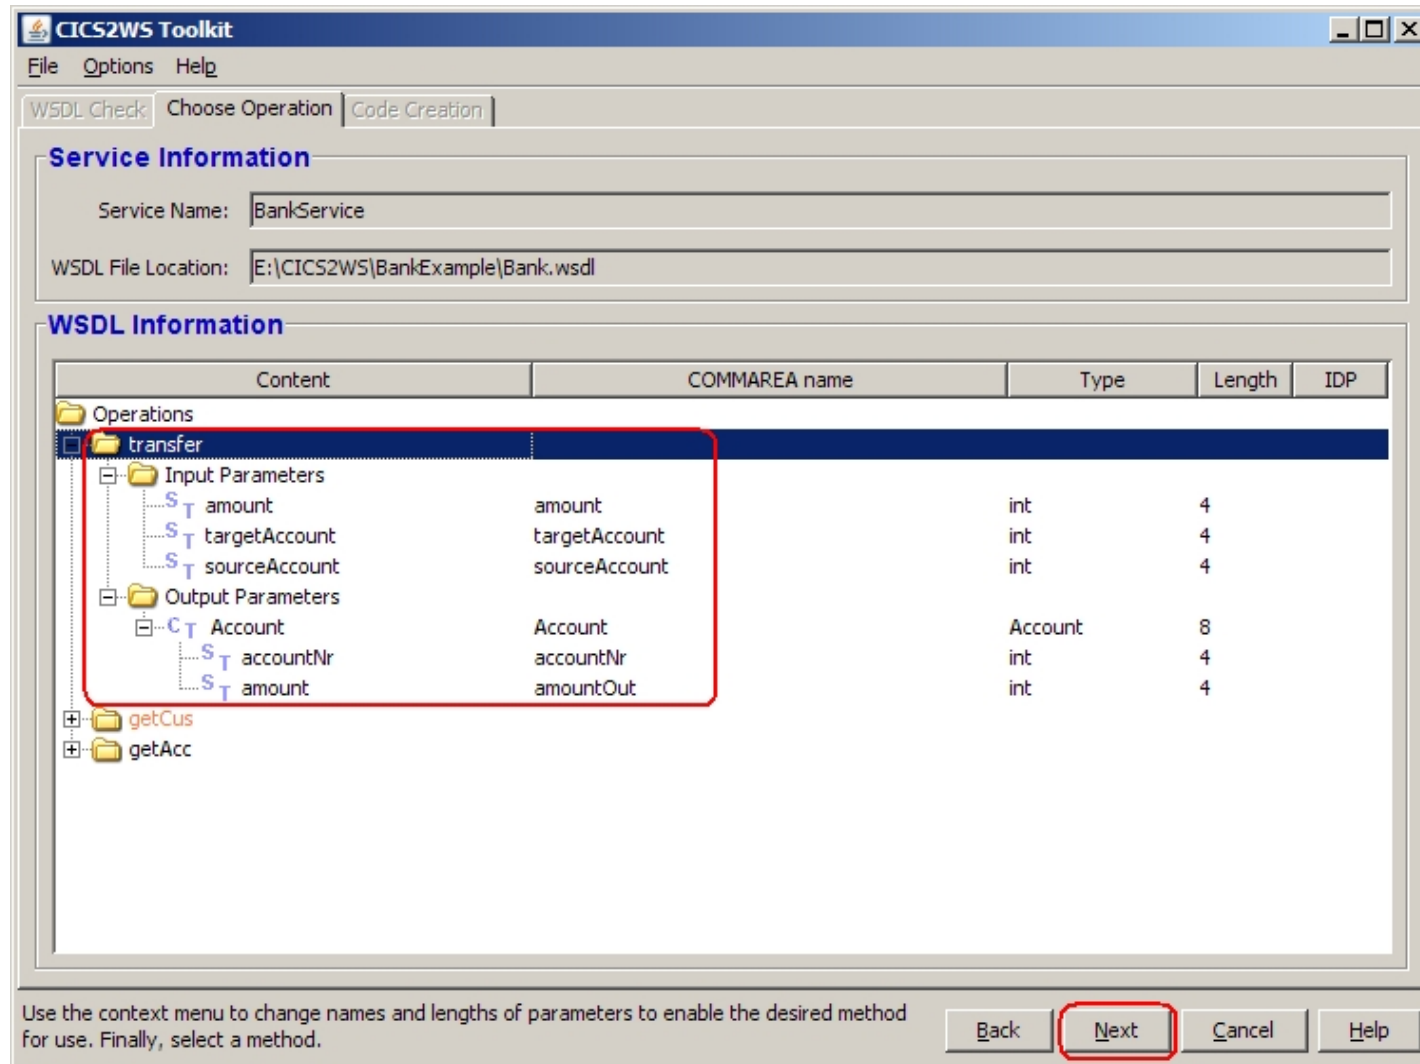 CICS2WS Toolkit
File Options Help
WSDL Check Choose Operation Code Creation
Service Information
Service Name: BankService
WSDL File Location: E:\CICS2WS\BankExample\Bank.wsdl
WSDL Information
Content COMMAREA name Type Length IDP
Operations
transfer
Input Parameters
S T amount amount int 4
S T targetAccount targetAccount int 4
S T sourceAccount sourceAccount int 4
Output Parameters
C T Account Account Account 8
S T accountNr accountNr int 4
S T amount amountOut int 4
getCus
getAcc
Use the context menu to change names and lengths of parameters to enable the desired method
for use. Finally, select a method.
Back Next Cancel Help